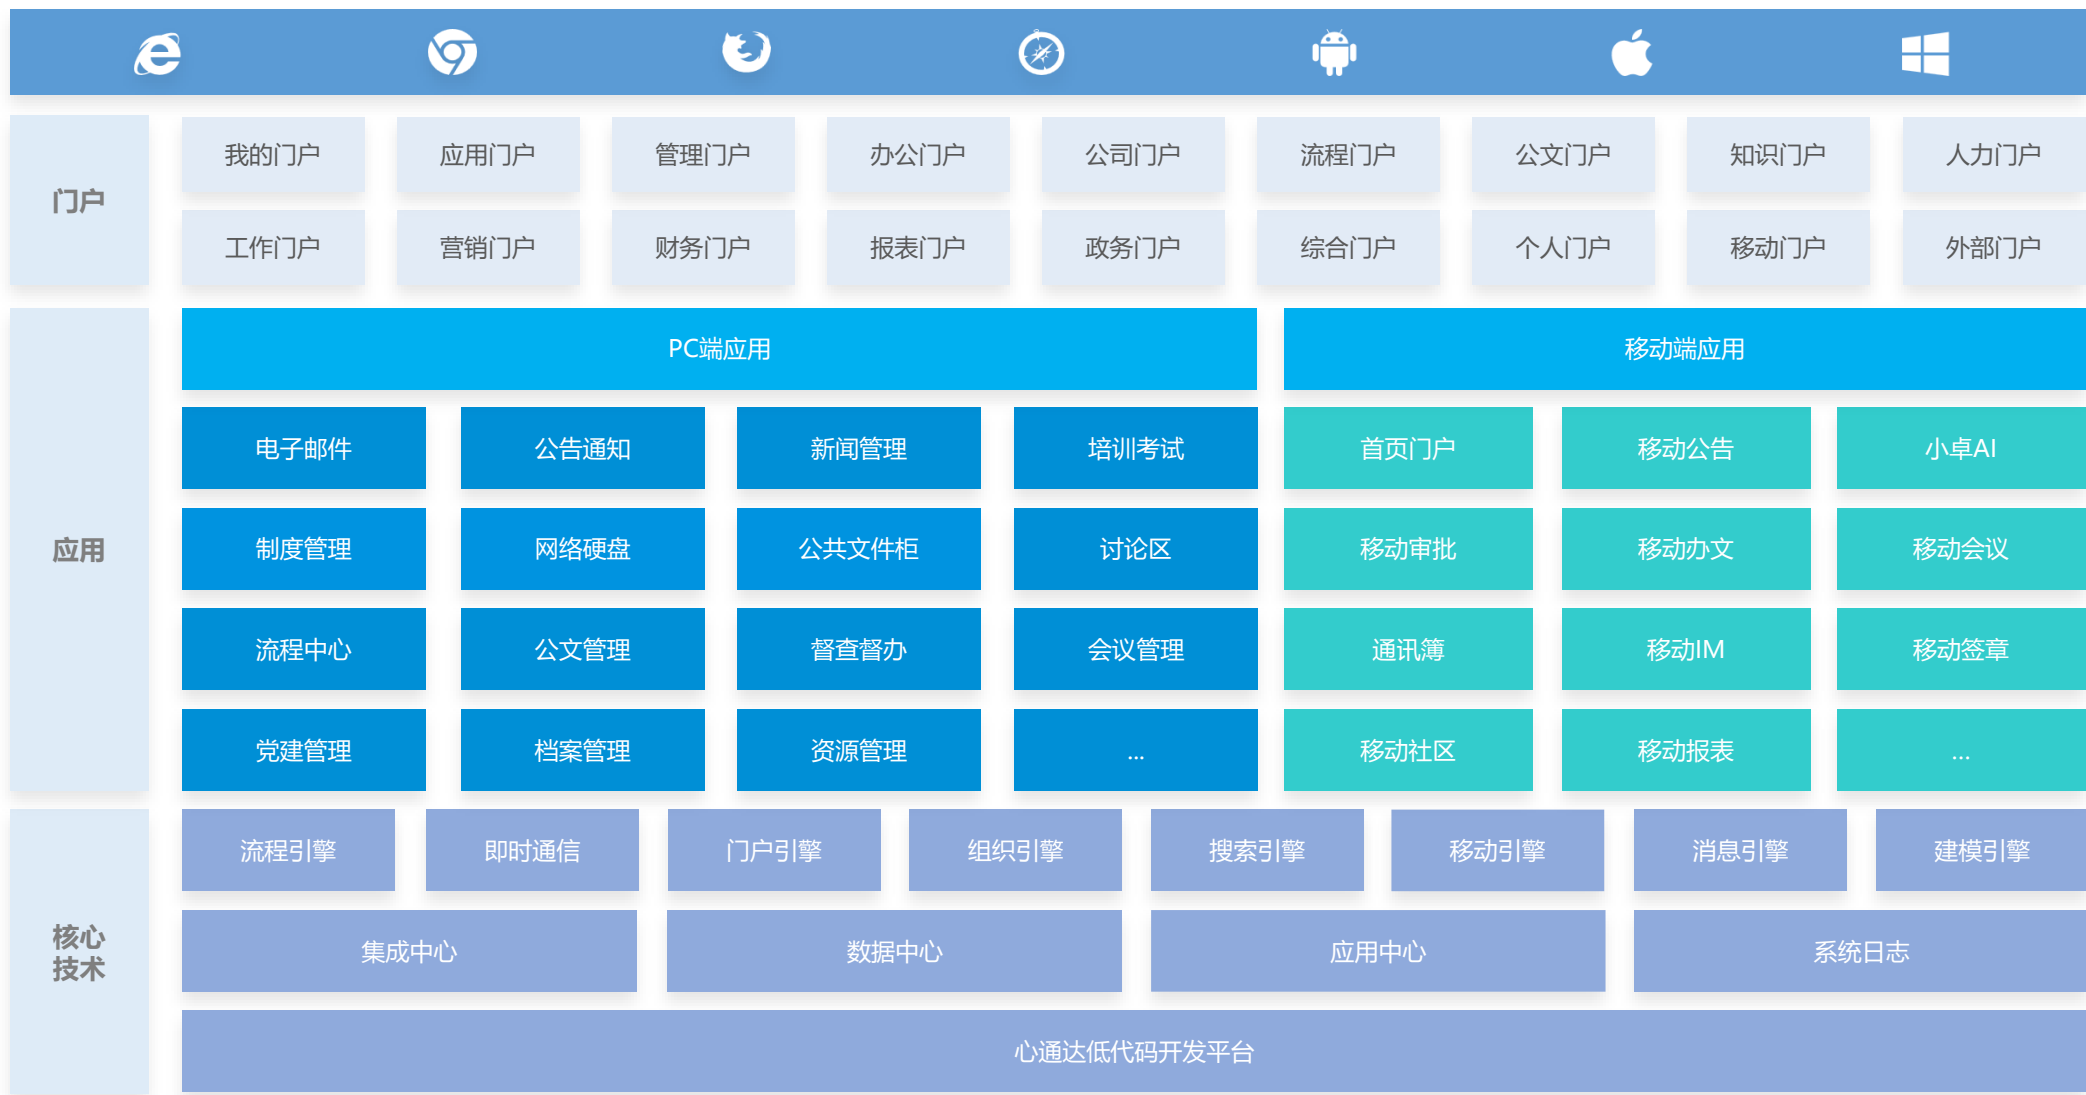 门户
我的门户
应用门户
管理门户
办公门户
公司门户
流程门户
公文门户
知识门户
人力门户
工作门户
营销门户
财务门户
报表门户
政务门户
综合门户
个人门户
移动门户
外部门户
应用
PC端应用
移动端应用
电子邮件
公告通知
新闻管理
培训考试
首页门户
移动公告
小卓AI
制度管理
网络硬盘
公共文件柜
讨论区
移动审批
移动办文
移动会议
流程中心
公文管理
督查督办
会议管理
通讯簿
移动IM
移动签章
党建管理
档案管理
资源管理
...
移动社区
移动报表
...
核心
技术
流程引擎
即时通信
门户引擎
组织引擎
搜索引擎
移动引擎
消息引擎
建模引擎
集成中心
数据中心
应用中心
系统日志
心通达低代码开发平台